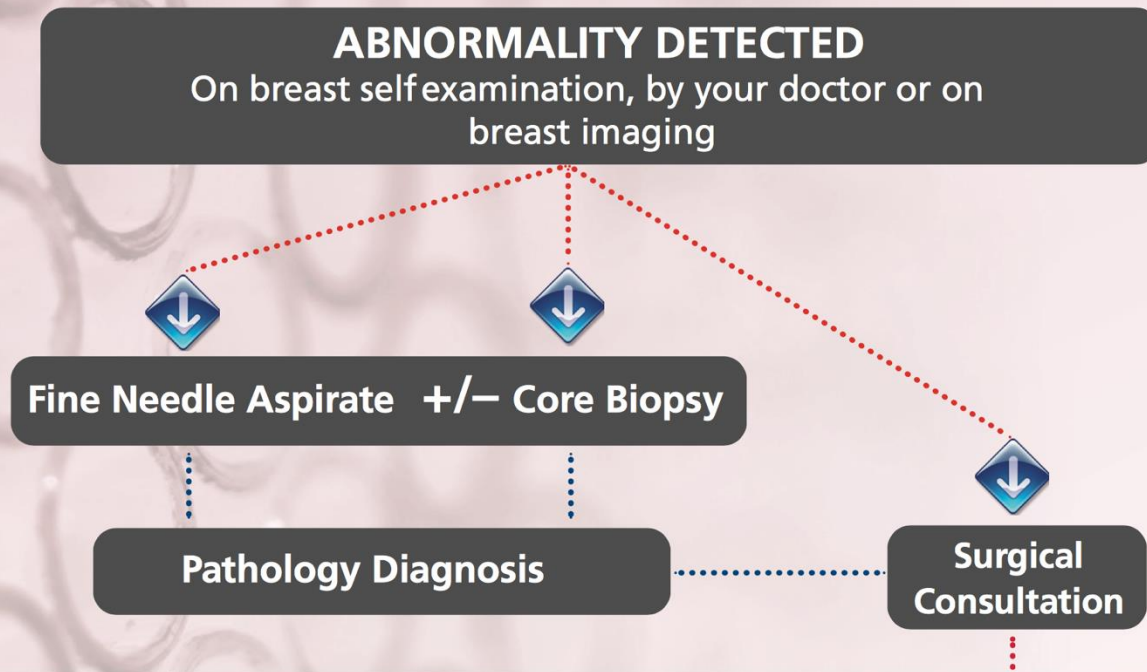 ABNORMALITY DETECTED
On breast self examination, by your doctor or on
breast imaging
Fine Needle Aspirate +/– Core Biopsy
Pathology Diagnosis
Surgical
Consultation